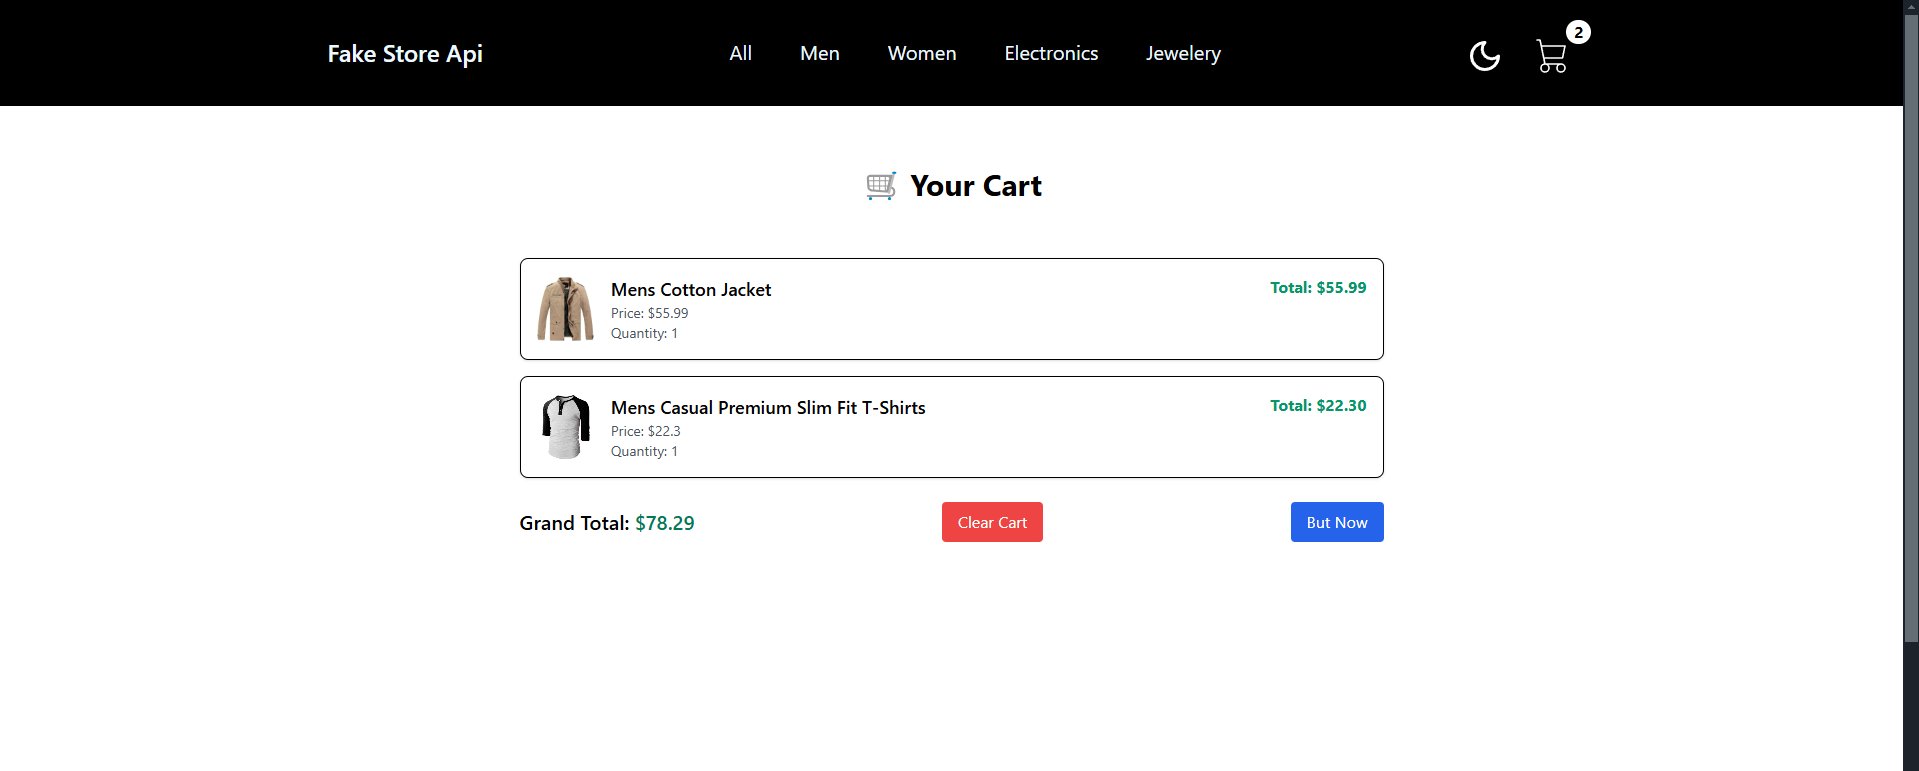 Fake Store Api
All
Men
Women
Electronics
Jewelery
2
Your Cart
Mens Cotton Jacket
Total: $55.99
Price: $55.99
Quantity: 1
Mens Casual Premium Slim Fit T-Shirts
Total: $22.30
Price: $22.3
Quantity: 1
Grand Total: $78.29
Clear Cart
But Now